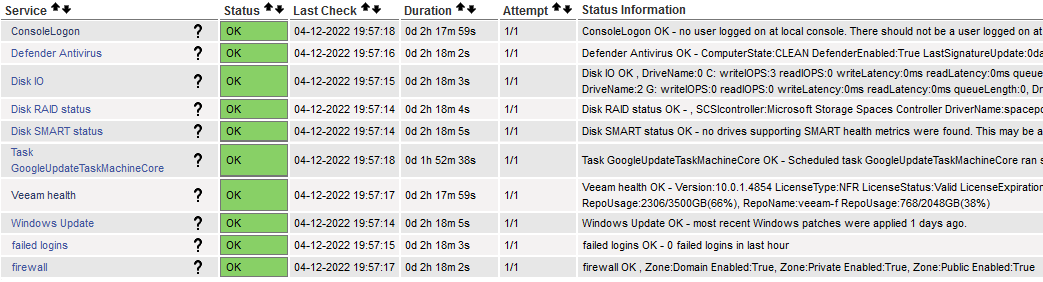 Service Status Last Check Duration Attempt Status Information
ConsoleLogon ? OK 04-12-2022 19:57:18 0d 2h 17m 59s 1/1 ConsoleLogon OK - no user logged on at local console. There should not be a user logged on at
Defender Antivirus ? OK 04-12-2022 19:57:16 0d 2h 18m 2s 1/1 Defender Antivirus OK - ComputerState:CLEAN DefenderEnabled:True LastSignatureUpdate:0da
Disk IO ? OK 04-12-2022 19:57:15 0d 2h 18m 3s 1/1 Disk IO OK , DriveName:0 C: writeIOPS:3 readIOPS:0 writeLatency:0ms readLatency:0ms queue
DriveName:2 G: writeIOPS:0 readIOPS:0 writeLatency:0ms readLatency:0ms queueLength:0, Dr
Disk RAID status ? OK 04-12-2022 19:57:14 0d 2h 18m 4s 1/1 Disk RAID status OK - , SCSIcontroller:Microsoft Storage Spaces Controller DriverName:spacepo
Disk SMART status ? OK 04-12-2022 19:57:14 0d 2h 18m 5s 1/1 Disk SMART status OK - no drives supporting SMART health metrics were found. This may be a
Task
GoogleUpdateTaskMachineCore ? OK 04-12-2022 19:57:18 0d 1h 52m 38s 1/1 Task GoogleUpdateTaskMachineCore OK - Scheduled task GoogleUpdateTaskMachineCore ran s
Veeam health ? OK 04-12-2022 19:57:17 0d 2h 17m 59s 1/1 Veeam health OK - Version:10.0.1.4854 LicenseType:NFR LicenseStatus:Valid LicenseExpiration
RepoUsage:2306/3500GB(66%), RepoName:veeam-f RepoUsage:768/2048GB(38%)
Windows Update ? OK 04-12-2022 19:57:14 0d 2h 18m 5s 1/1 Windows Update OK - most recent Windows patches were applied 1 days ago.
failed logins ? OK 04-12-2022 19:57:15 0d 2h 18m 3s 1/1 failed logins OK - 0 failed logins in last hour
firewall ? OK 04-12-2022 19:57:17 0d 2h 18m 2s 1/1 firewall OK , Zone:Domain Enabled:True, Zone:Private Enabled:True, Zone:Public Enabled:True